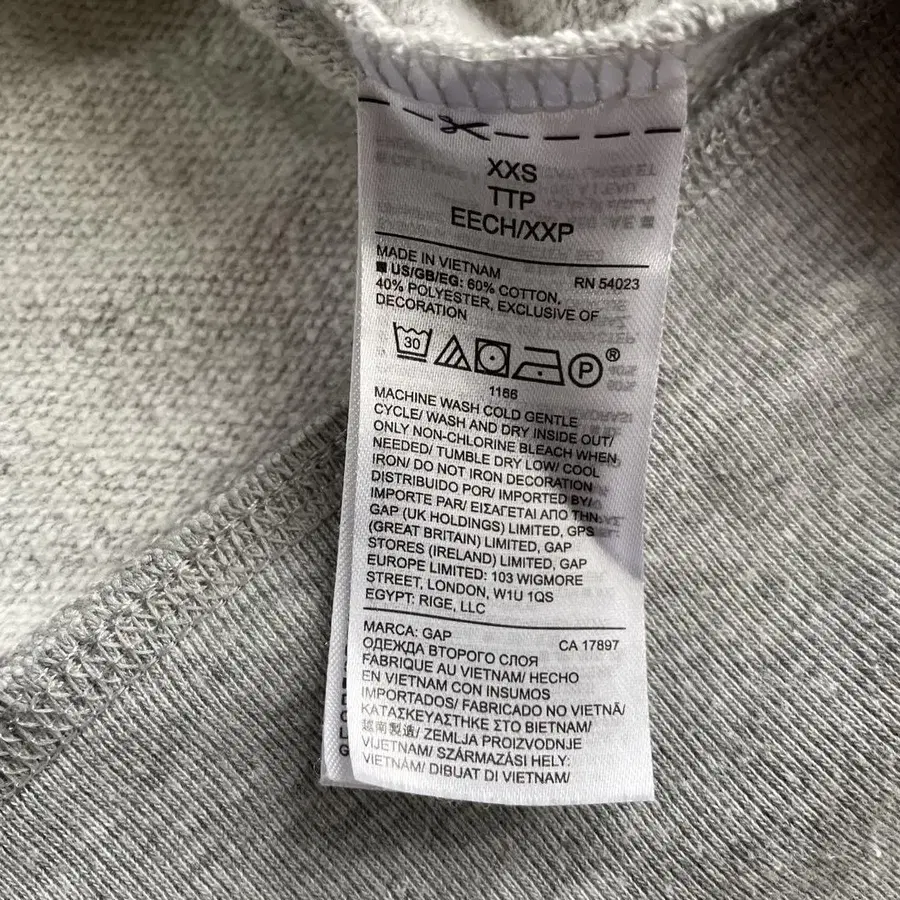 XXS
TTP
EECH/XXP
MADE IN VIETNAM
RN 54023
US/GB/EG: 60% COTTON,
40% POLYESTER, EXCLUSIVE OF
DECORATION
30
P®
1166
MACHINE WASH COLD GENTLE
CYCLE/ WASH AND DRY INSIDE OUT/
ONLY NON-CHLORINE BLEACH WHEN
NEEDED/ TUMBLE DRY LOW/ COOL
IRON/ DO NOT IRON DECORATION
DISTRIBUIDO POR/ IMPORTED BY/
IMPORTE PAR/ ΕΙΣΑΓΕΤΑΙ ΑΠΟ ΤΗΝ:
GAP (UK HOLDINGS) LIMITED, GPS
(GREAT BRITAIN) LIMITED, GAP
STORES (IRELAND) LIMITED, GAP
EUROPE LIMITED: 103 WIGMORE
STREET, LONDON, W1U 1QS
EGYPT: RIGE, LLC
MARCA: GAP
CA 17897
ОДЕЖДА ВТОРОГО СЛОЯ
FABRIQUE AU VIETNAM/ HECHO
EN VIETNAM CON INSUMOS
IMPORTADOS/ FABRICADO NO VIETNÃ/
ΚΑΤΑΣΚΕΥΑΣΤΗΚΕ ΣΤΟ ΒΙΕΤΝΑΜ/
越南製造/ ZEMLJA PROIZVODNJE
VIJETNAM/ SZÁRMAZÁSI HELY:
VIETNÁM/ DIBUAT DI VIETNAM/